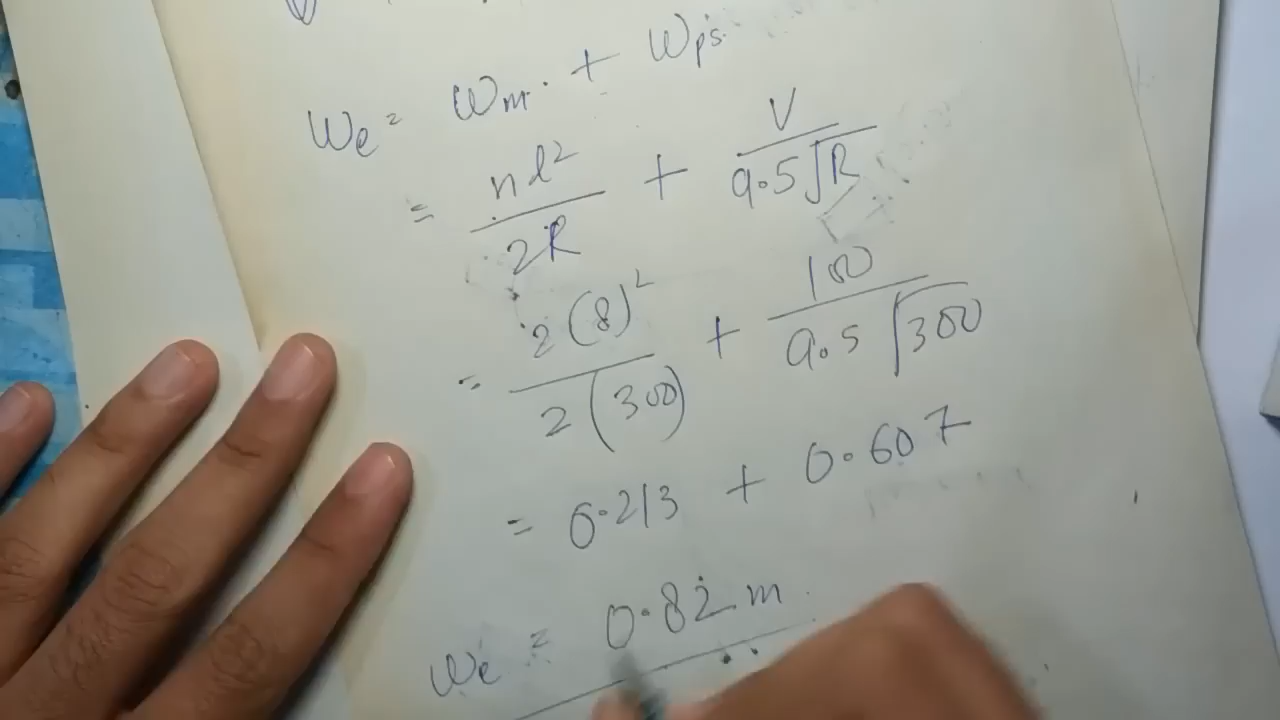 We = Wm + Wps
= nl²/2R + V/9.5√R
= 2(8)²/2(300) + 100/9.5√300
= 0.213 + 0.607
We = 0.82 m